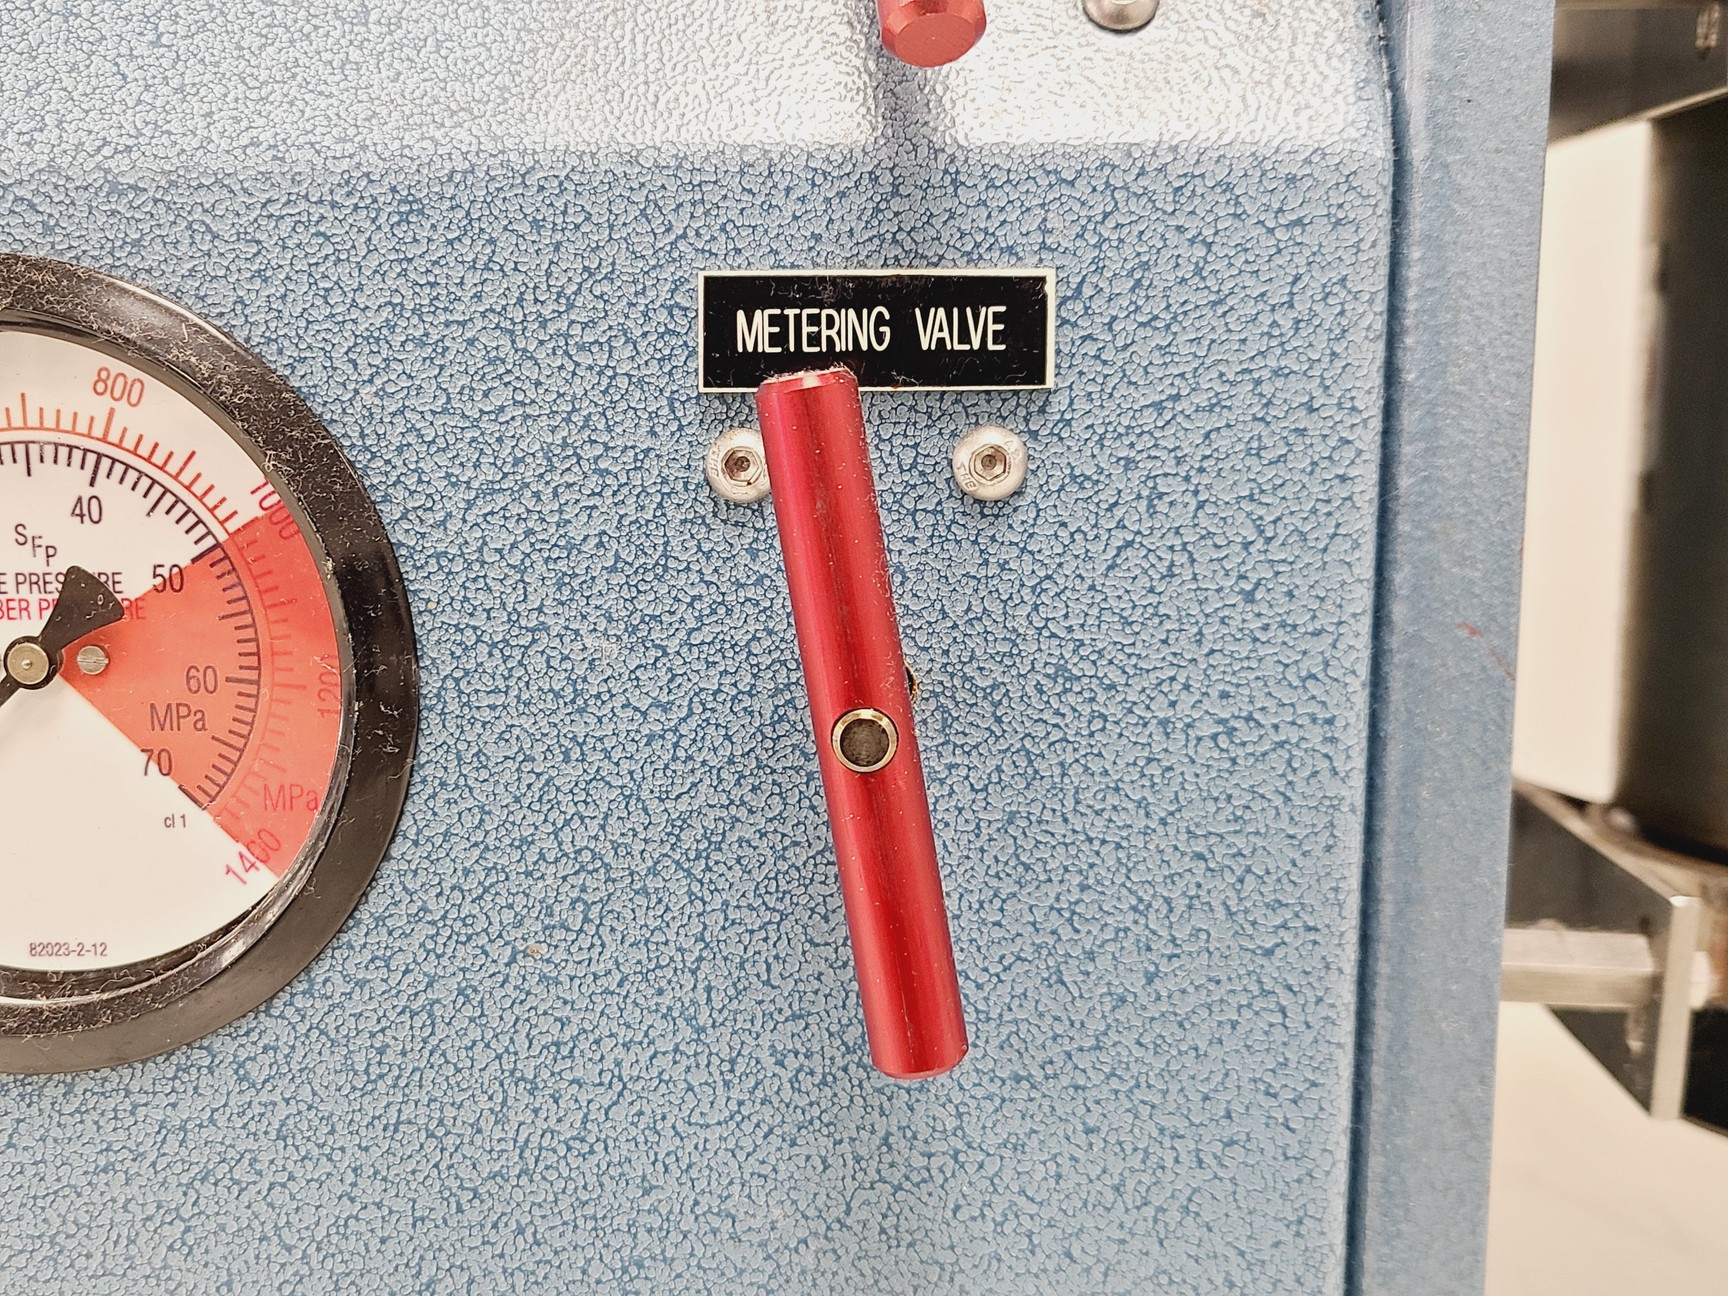 METERING VALVE
800
1000
40
SFP
50
60
1200
MPa
70
MPa
cl 1
1400
82023-2-12